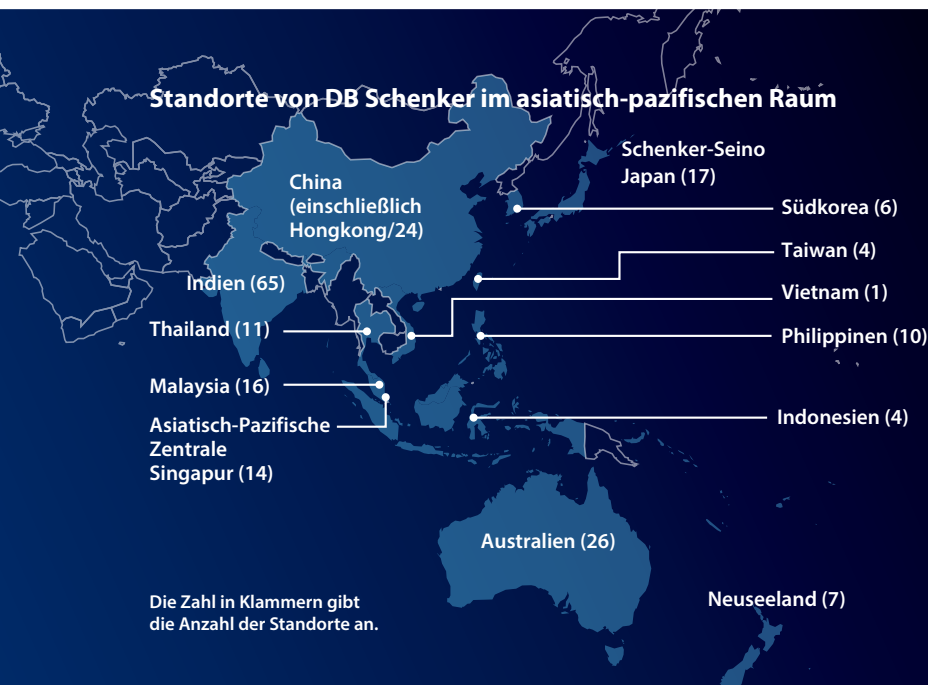 Standorte von DB Schenker im asiatisch-pazifischen Raum
Schenker-Seino
Japan (17)
China
(einschließlich
Hongkong/24)
Südkorea (6)
Taiwan (4)
Indien (65)
Vietnam (1)
Thailand (11)
Philippinen (10)
Malaysia (16)
Indonesien (4)
Asiatisch-Pazifische
Zentrale
Singapur (14)
Australien (26)
Neuseeland (7)
Die Zahl in Klammern gibt
die Anzahl der Standorte an.